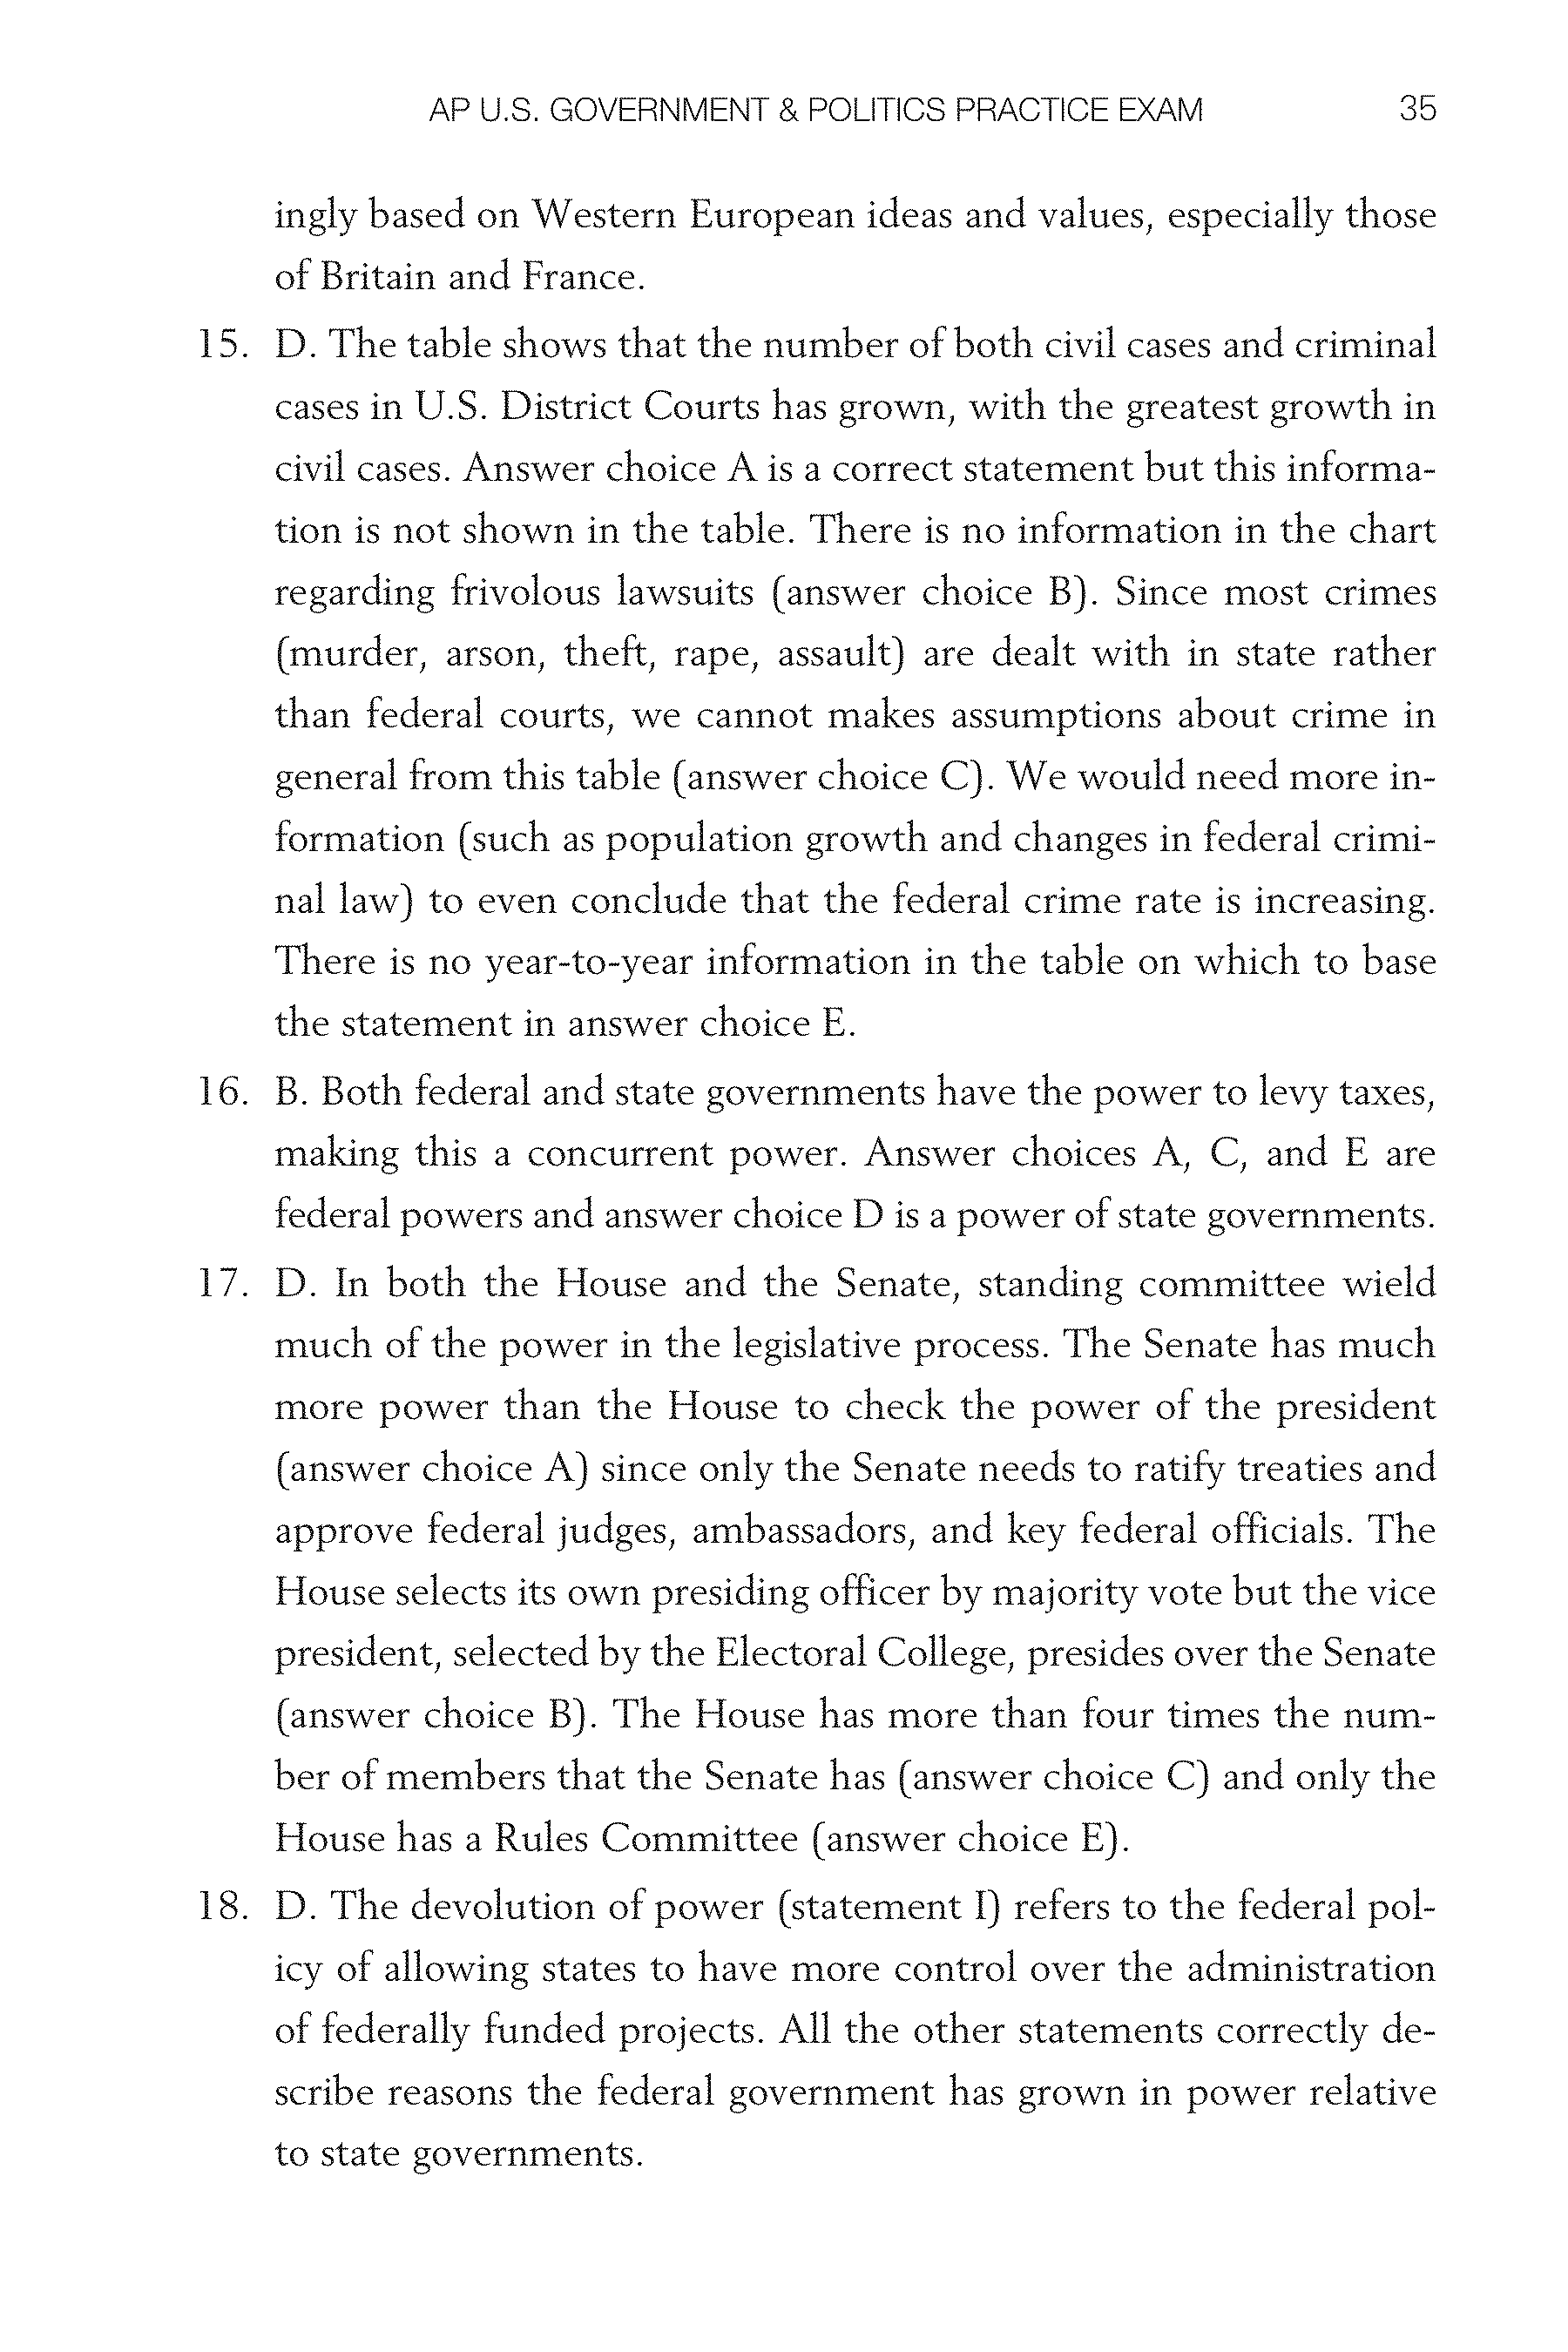 AP U.S. GOVERNMENT & POLITICS PRACTICE EXAM 35
ingly based on Western European ideas and values, especially those
of Britain and France.
15. D. The table shows that the number of both civil cases and criminal
cases in U.S. District Courts has grown, with the greatest growth in
civil cases. Answer choice A is a correct statement but this informa-
tion is not shown in the table. There is no information in the chart
regarding frivolous lawsuits (answer choice B). Since most crimes
(murder, arson, theft, rape, assault) are dealt with in state rather
than federal courts, we cannot makes assumptions about crime in
general from this table (answer choice C). We would need more in-
formation (such as population growth and changes in federal crimi-
nal law) to even conclude that the federal crime rate is increasing.
There is no year-to-year information in the table on which to base
the statement in answer choice E.
16. B. Both federal and state governments have the power to levy taxes,
making this a concurrent power. Answer choices A, C, and E are
federal powers and answer choice D is a power of state governments.
17. D. In both the House and the Senate, standing committee wield
much of the power in the legislative process. The Senate has much
more power than the House to check the power of the president
(answer choice A) since only the Senate needs to ratify treaties and
approve federal judges, ambassadors, and key federal officials. The
House selects its own presiding officer by majority vote but the vice
president, selected by the Electoral College, presides over the Senate
(answer choice B). The House has more than four times the num-
ber of members that the Senate has (answer choice C) and only the
House has a Rules Committee (answer choice E).
18. D. The devolution of power (statement I) refers to the federal pol-
icy of allowing states to have more control over the administration
of federally funded projects. All the other statements correctly de-
scribe reasons the federal government has grown in power relative
to state governments.